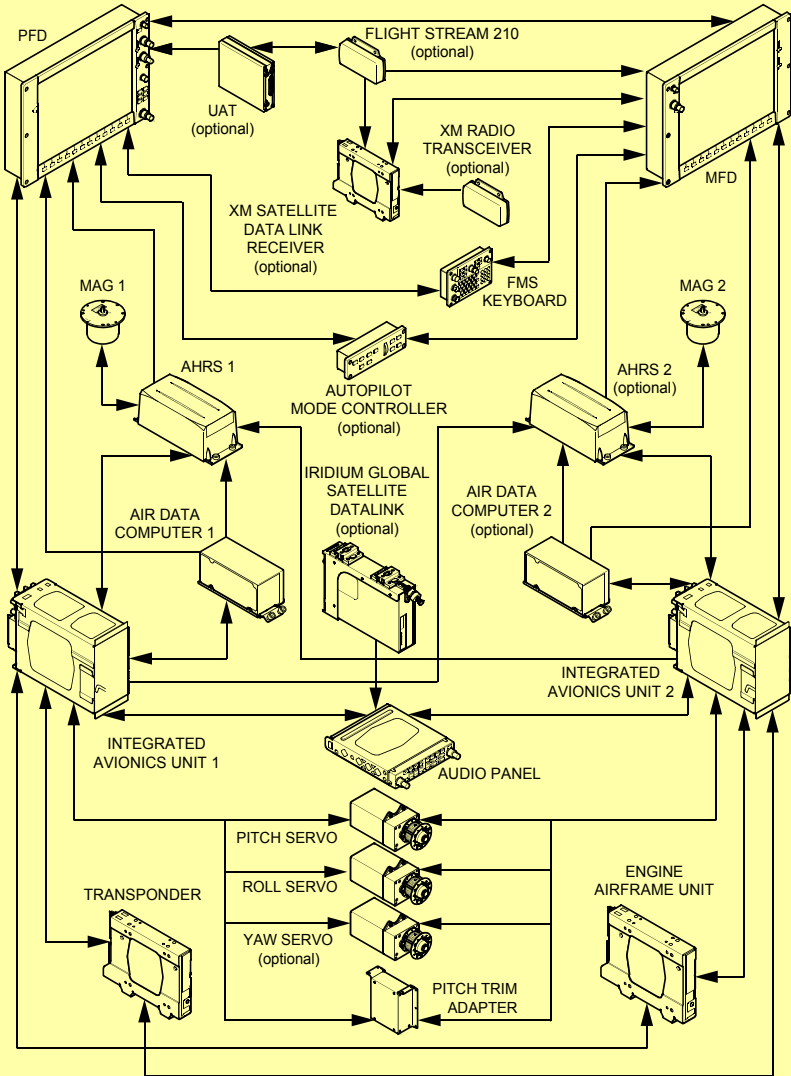 PFD
FLIGHT STREAM 210
(optional)
UAT
(optional)
XM RADIO
TRANSCEIVER
(optional)
MFD
XM SATELLITE
DATA LINK
RECEIVER
(optional)
FMS
KEYBOARD
MAG 1
MAG 2
AHRS 1
AHRS 2
(optional)
AUTOPILOT
MODE CONTROLLER
(optional)
IRIDIUM GLOBAL
SATELLITE
DATALINK
(optional)
AIR DATA
COMPUTER 1
AIR DATA
COMPUTER 2
(optional)
INTEGRATED
AVIONICS UNIT 2
INTEGRATED
AVIONICS UNIT 1
AUDIO PANEL
PITCH SERVO
ROLL SERVO
YAW SERVO
(optional)
TRANSPONDER
ENGINE
AIRFRAME UNIT
PITCH TRIM
ADAPTER